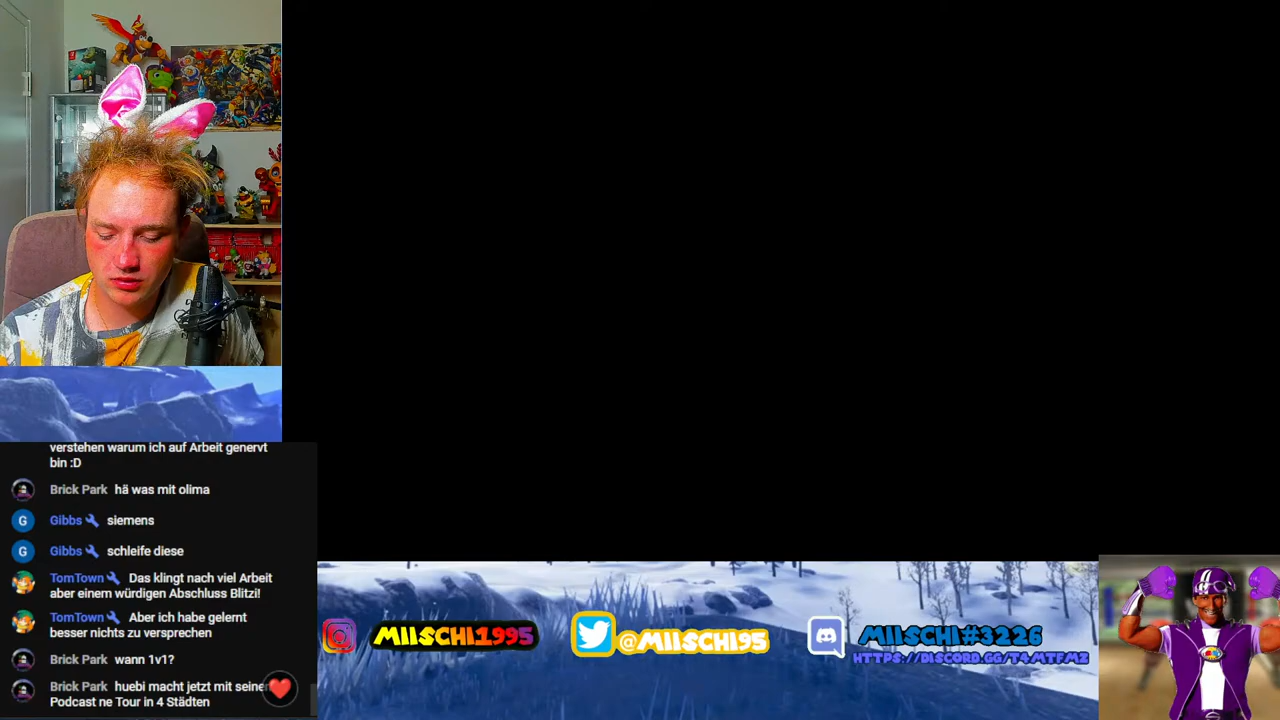 verstehen warum ich auf Arbeit genervt
bin :D
Brick Park hä was mit olima
G Gibbs siemens
G Gibbs schleife diese
TomTown Das klingt nach viel Arbeit
aber einem würdigen Abschluss Blitzi!
TomTown Aber ich habe gelernt
besser nichts zu versprechen
Brick Park wann 1v1?
Brick Park huebi macht jetzt mit seiner
Podcast ne Tour in 4 Städten
MIISCHI1995
@MIISCHI95
MIISCHI#3226